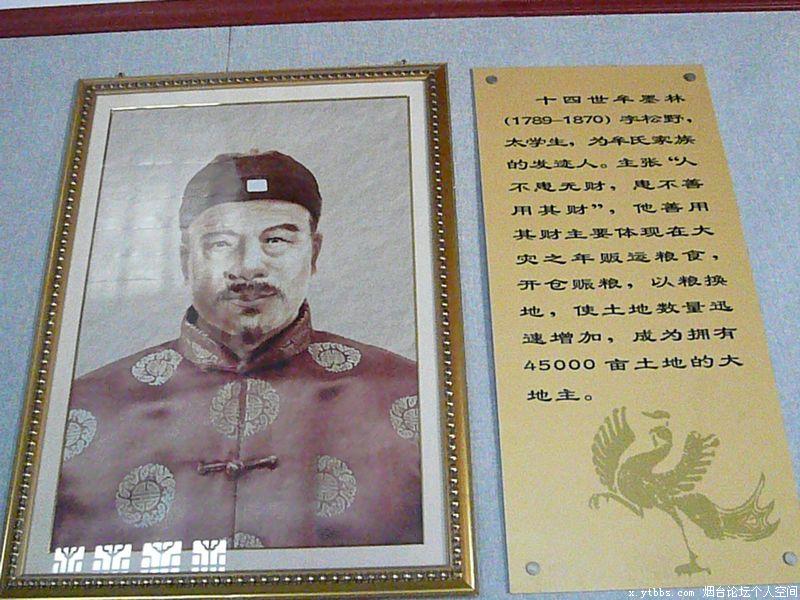 十四世牟墨林
(1789-1870) 字松野，
太学生，为牟氏家族
的发迹人。主张“人
不患无财，患不善
用其财”，他善用
其财主要体现在大
灾之年贩运粮食，
开仓赈粮，以粮换
地，使土地数量迅
速增加，成为拥有
45000亩土地的大
地主。
x.ytbbs.com 烟台论坛个人空间